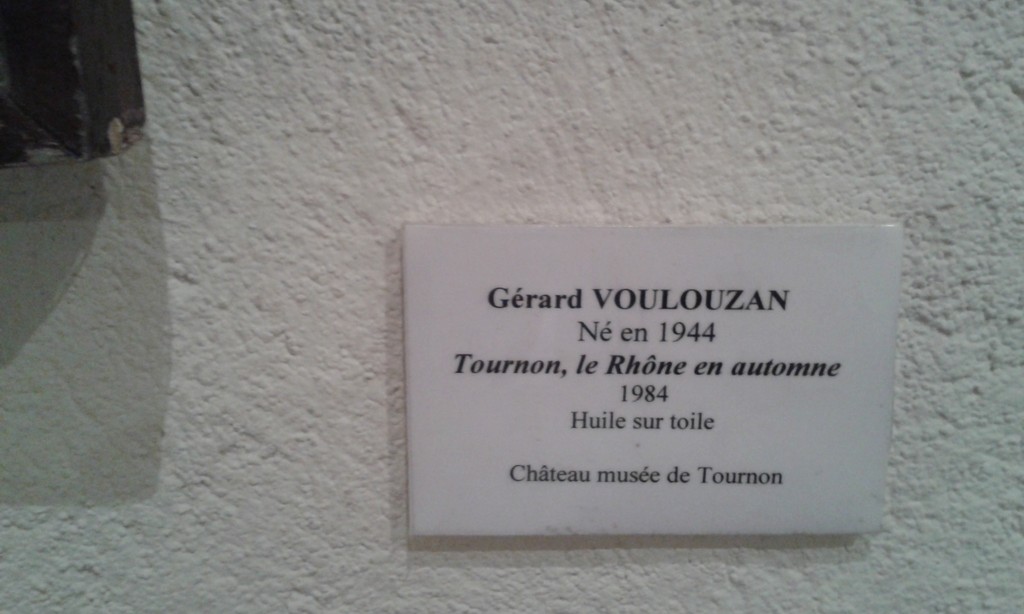 Gérard VOULOUZAN
Né en 1944
Tournon, le Rhône en automne
1984
Huile sur toile
Château musée de Tournon